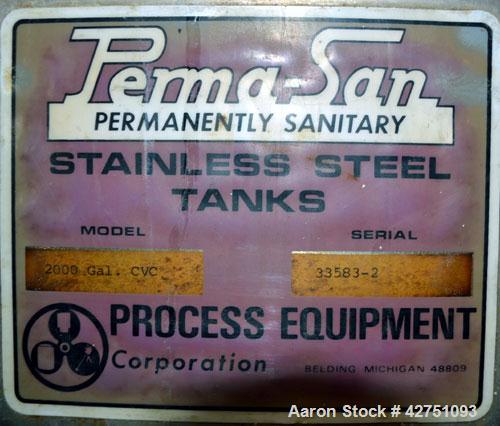 Perma-San
PERMANENTLY SANITARY
STAINLESS STEEL
TANKS
MODEL SERIAL
2000 Gal. CVC 33583-2
PROCESS EQUIPMENT
Corporation BELDING MICHIGAN 48809
Aaron Stock # 42751093